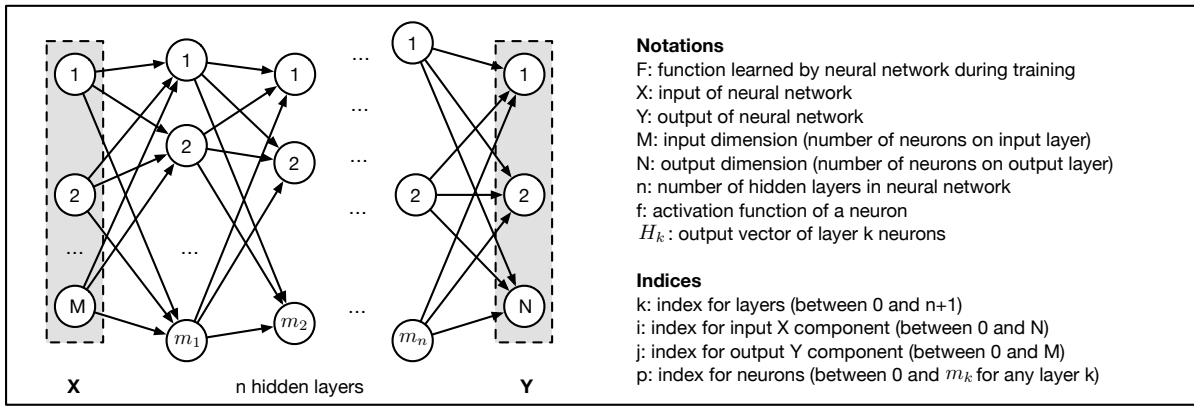 1
2
...
M
X
1
2
...
m_1
1
2
m_2
n hidden layers
...
...
...
...
...
1
2
m_n
1
2
N
Y
Notations
F: function learned by neural network during training
X: input of neural network
Y: output of neural network
M: input dimension (number of neurons on input layer)
N: output dimension (number of neurons on output layer)
n: number of hidden layers in neural network
f: activation function of a neuron
H_k: output vector of layer k neurons
Indices
k: index for layers (between 0 and n+1)
i: index for input X component (between 0 and N)
j: index for output Y component (between 0 and M)
p: index for neurons (between 0 and m_k for any layer k)